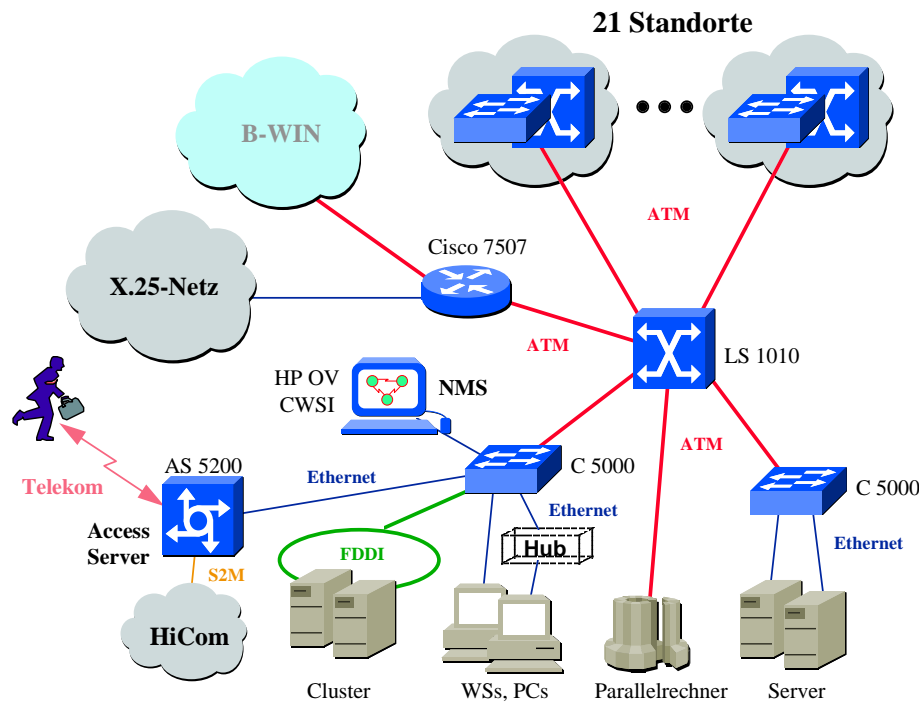 21 Standorte
B-WIN
ATM
Cisco 7507
X.25-Netz
ATM
LS 1010
HP OV
CWSI
NMS
ATM
AS 5200
Ethernet
C 5000
C 5000
Telekom
Access
Server
Ethernet
Hub
Ethernet
FDDI
S2M
HiCom
Cluster
WSs, PCs
Parallelrechner
Server